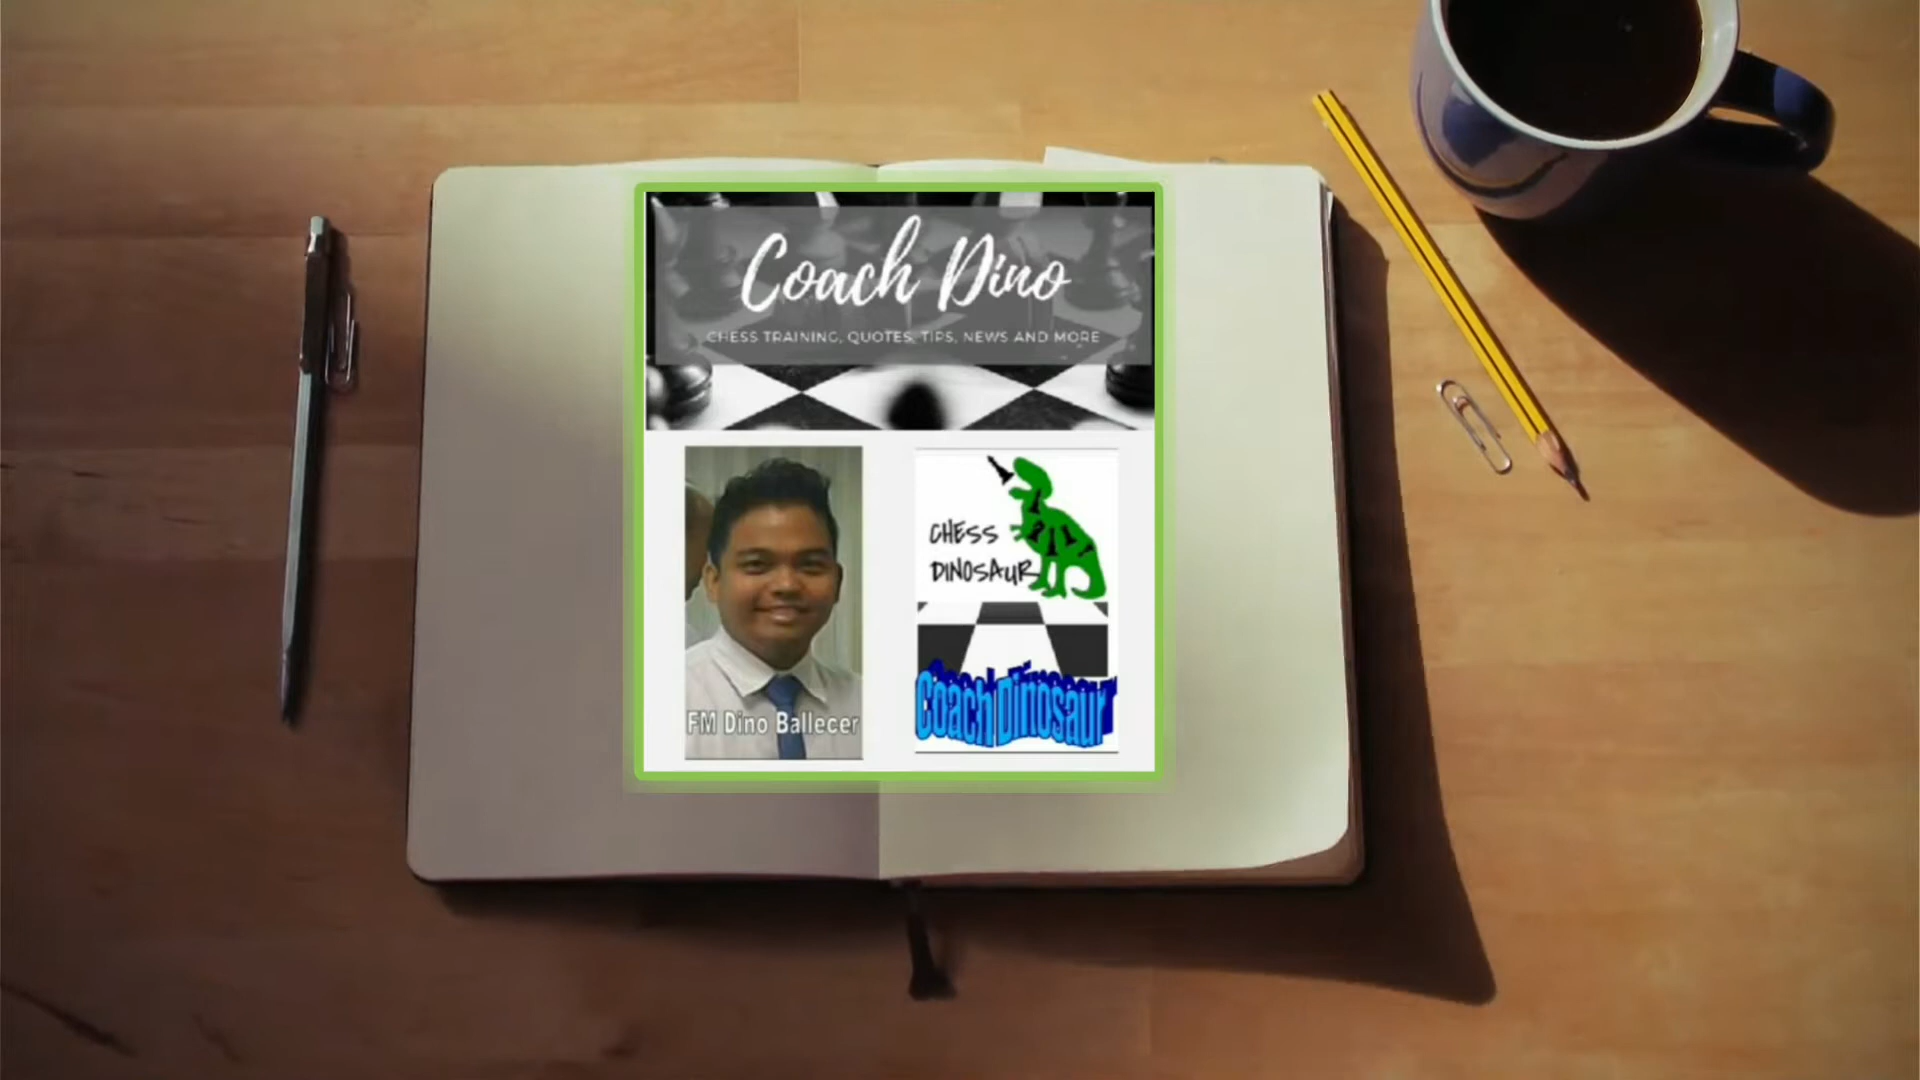 Coach Dino
CHESS TRAINING, QUOTES, TIPS, NEWS AND MORE
CHESS
DINOSAUR
FM Dino Ballecer
Coach Dinosaur